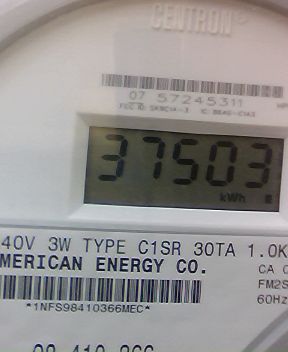 CENTRON®
07 57245311
37503
kWh
40V 3W TYPE C1SR 30TA 1.0K
MERICAN ENERGY CO.
CA
FM2S
60Hz
*1NFS98410366MEC*